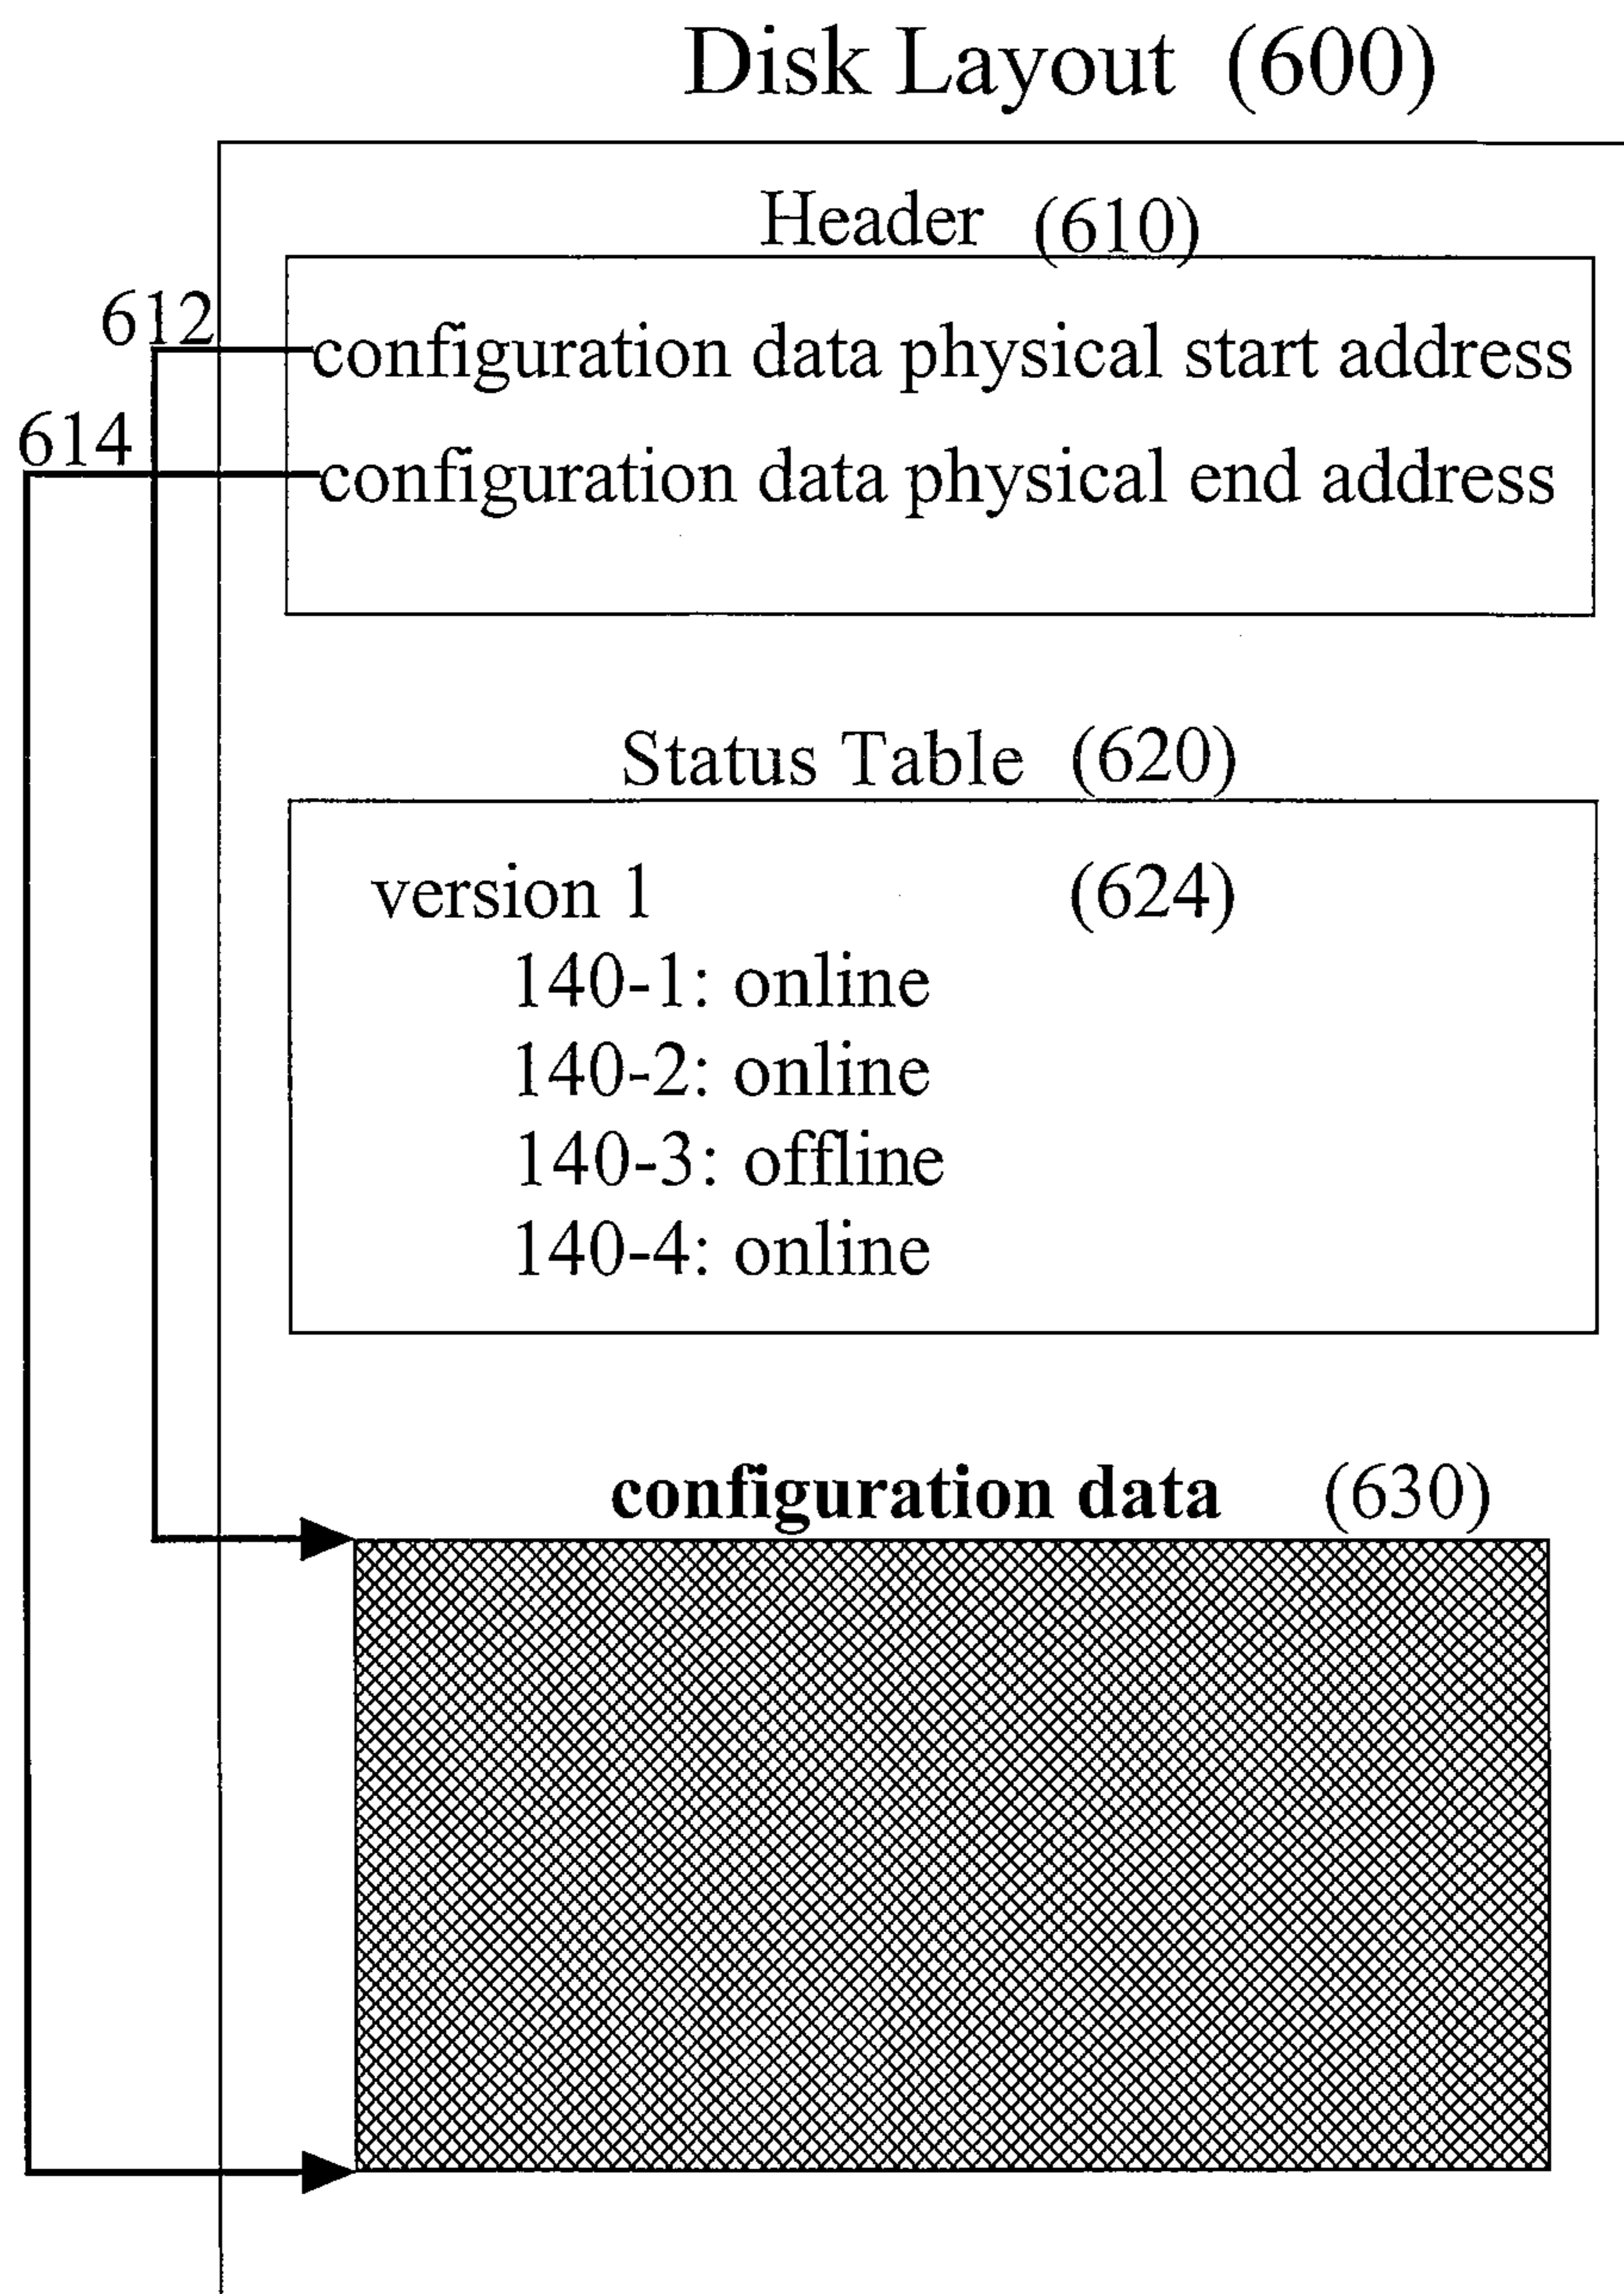 Disk Layout (600)
Header (610)
612
configuration data physical start address
614
configuration data physical end address
Status Table (620)
version 1 (624)
140-1: online
140-2: online
140-3: offline
140-4: online
configuration data (630)